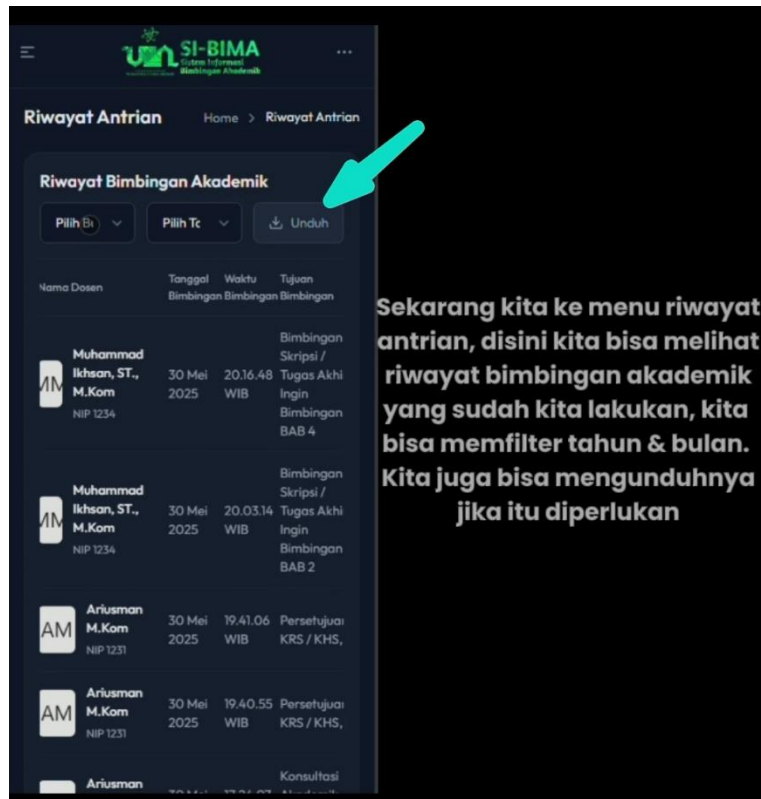 SI-BIMA
Sistem Informasi
Bimbingan Akademik
Riwayat Antrian
Home > Riwayat Antrian
Riwayat Bimbingan Akademik
Pilih
Pilih
Unduh
Nama Dosen
Tanggal Bimbingan
Waktu Bimbingan
Tujuan Bimbingan
MM
Muhammad
Ikhsan, ST.,
M.Kom
NIP 1234
30 Mei
2025
20.16.48
WIB
Bimbingan
Skripsi /
Tugas Akhi
Ingin
Bimbingan
BAB 4
MM
Muhammad
Ikhsan, ST.,
M.Kom
NIP 1234
30 Mei
2025
20.03.14
WIB
Bimbingan
Skripsi /
Tugas Akhi
Ingin
Bimbingan
BAB 2
AM
Ariusman
M.Kom
NIP 1231
30 Mei
2025
19.41.06
WIB
Persetujua
KRS / KHS,
AM
Ariusman
M.Kom
NIP 1231
30 Mei
2025
19.40.55
WIB
Persetujua
KRS / KHS,
Ariusman
Konsultasi
Sekarang kita ke menu riwayat
antrian, disini kita bisa melihat
riwayat bimbingan akademik
yang sudah kita lakukan, kita
bisa memfilter tahun & bulan.
Kita juga bisa mengunduhnya
jika itu diperlukan